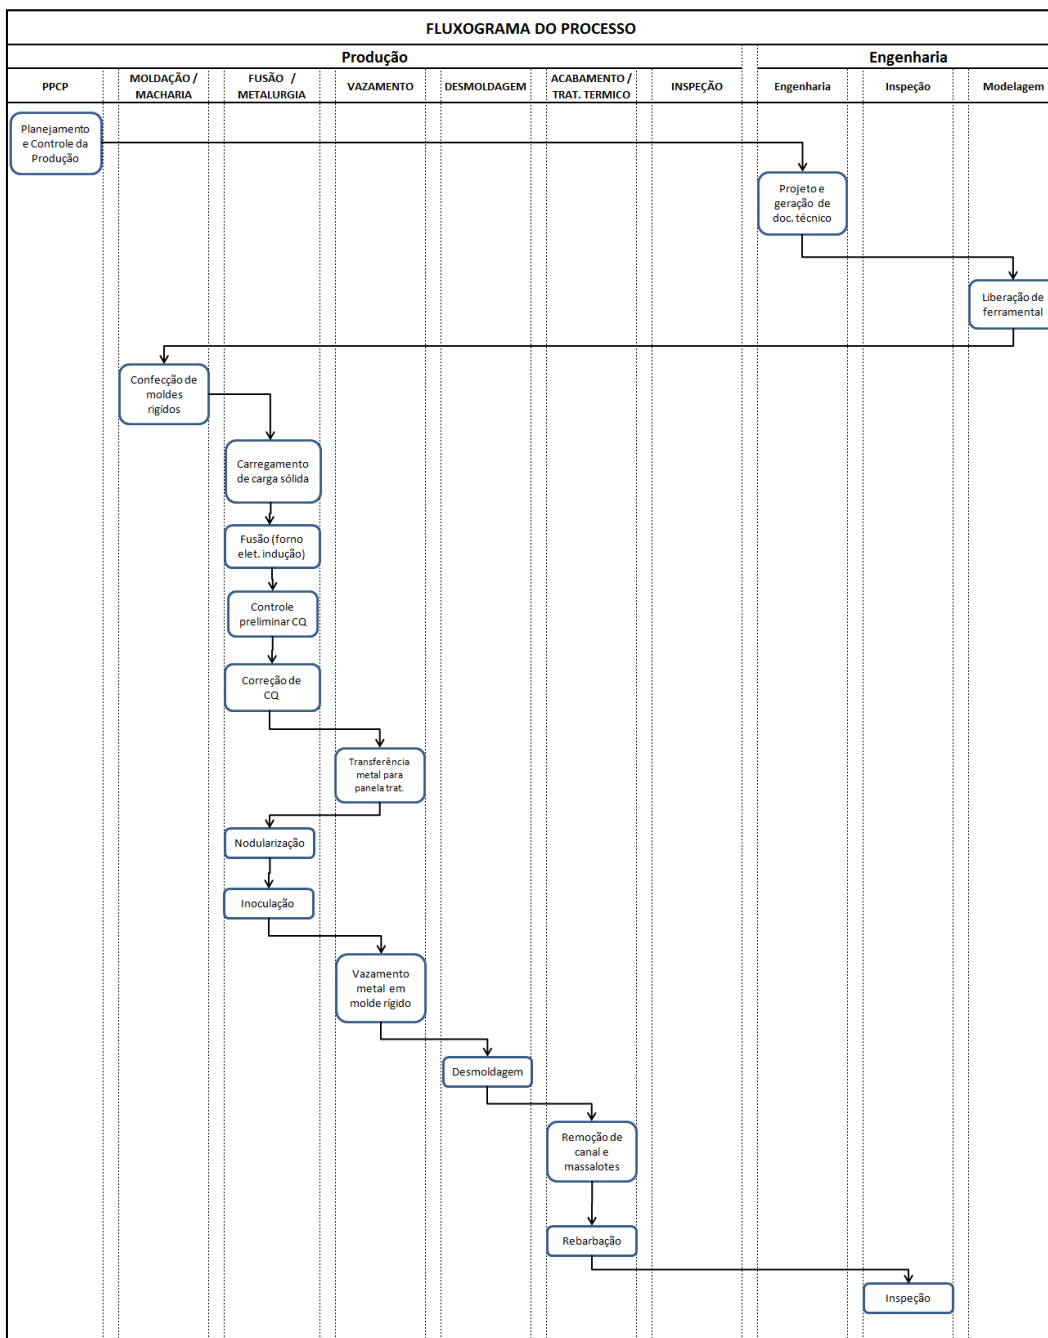 FLUXOGRAMA DO PROCESSO
Produção
Engenharia
PPCP
MOLDAÇÃO /
MACHARIA
FUSÃO /
METALURGIA
VAZAMENTO
DESMOLDAGEM
ACABAMENTO /
TRAT. TERMICO
INSPEÇÃO
Engenharia
Inspeção
Modelagem
Planejamento
e Controle da
Produção
Projeto e
geração de
doc. técnico
Liberação de
ferramental
Confecção de
moldes
rigídos
Carregamento
de carga sólida
Fusão (forno
elet. indução)
Controle
preliminar CQ
Correção de
CQ
Transferência
metal para
panela trat.
Nodularização
Inoculação
Vazamento
metal em
molde rígido
Desmoldagem
Remoção de
canal e
massalotes
Rebarbação
Inspeção